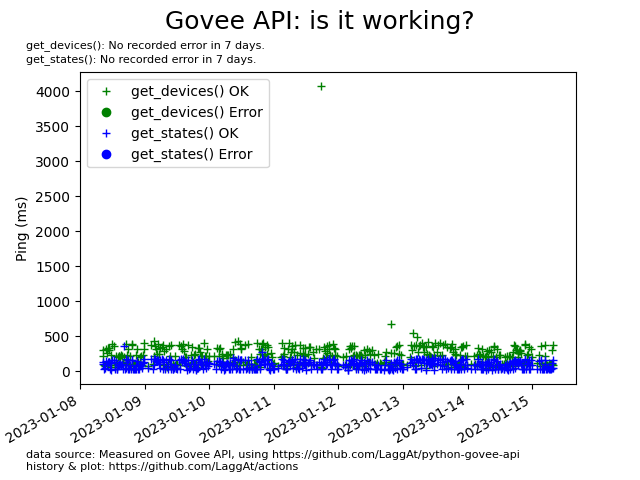 Govee API: is it working?
get_devices(): No recorded error in 7 days.
get_states(): No recorded error in 7 days.
get_devices() OK
get_devices() Error
get_states() OK
get_states() Error
Ping (ms)
4000
3500
3000
2500
2000
1500
1000
500
0
2023-01-08
2023-01-09
2023-01-10
2023-01-11
2023-01-12
2023-01-13
2023-01-14
2023-01-15
data source: Measured on Govee API, using https://github.com/LaggAt/python-govee-api
history & plot: https://github.com/LaggAt/actions